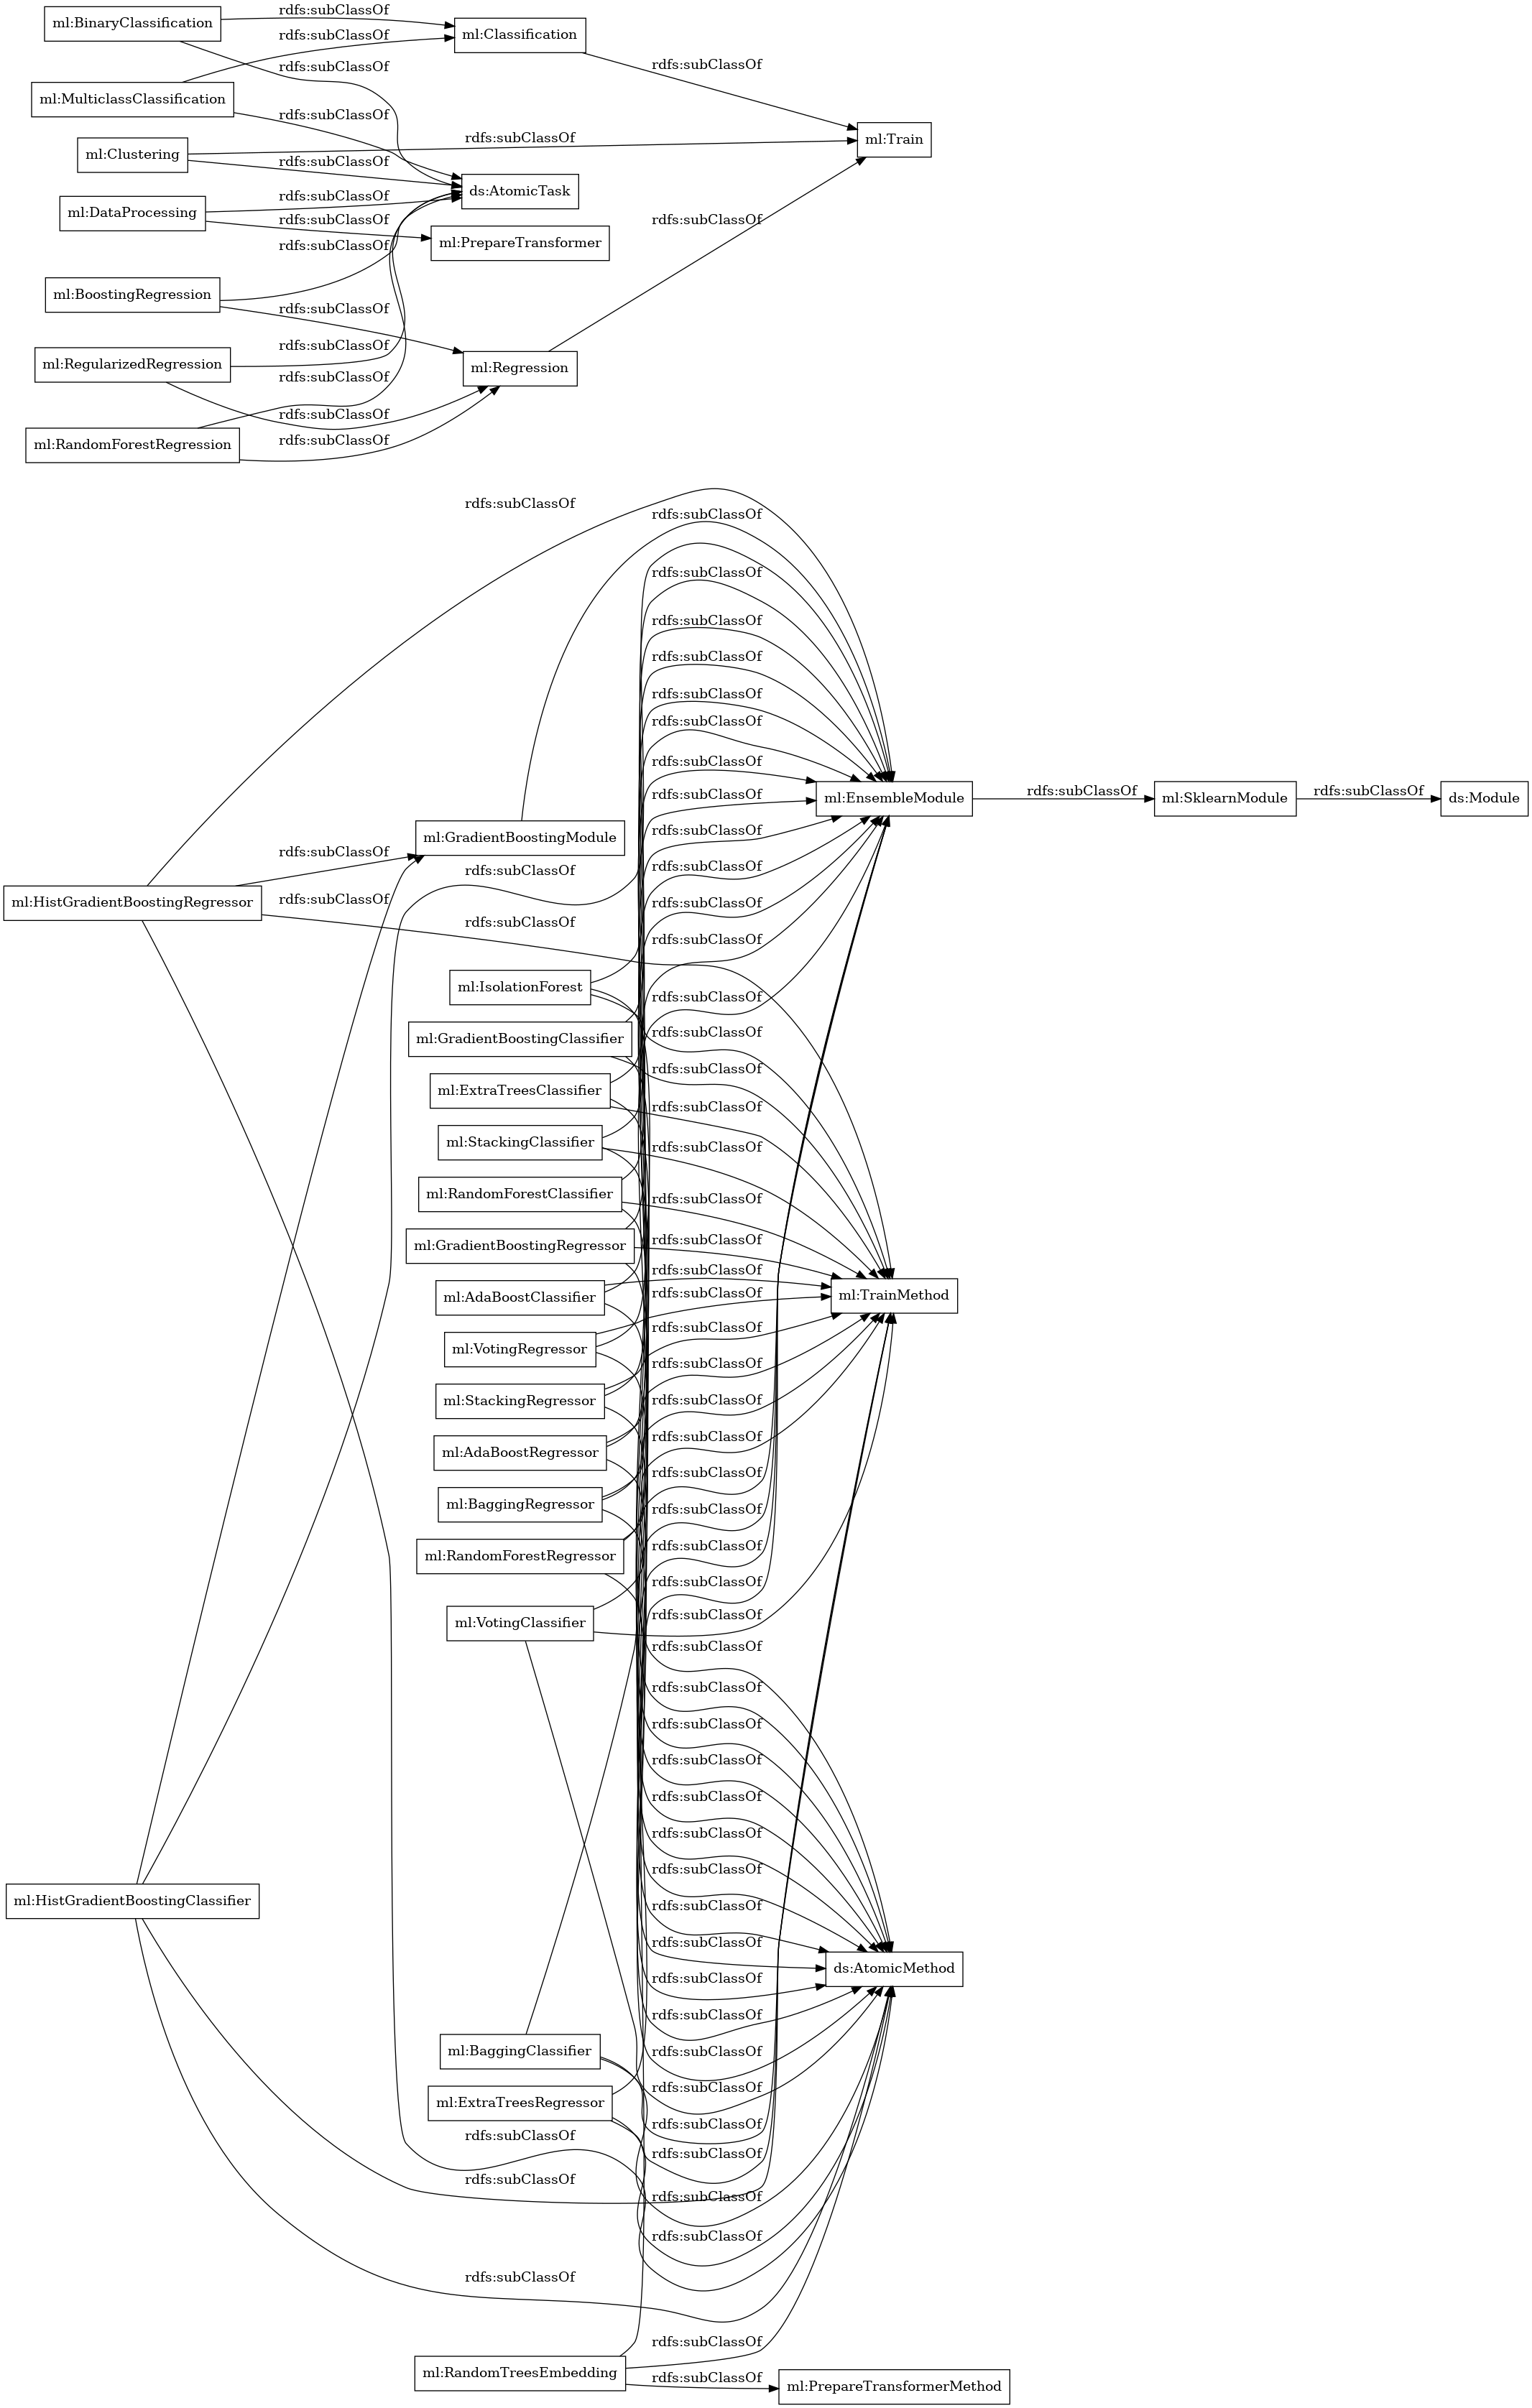 ml:BinaryClassification
rdfs:subClassOf
ml:Classification
rdfs:subClassOf
rdfs:subClassOf
rdfs:subClassOf
ml:MulticlassClassification
rdfs:subClassOf
ml:Train
rdfs:subClassOf
ml:Clustering
rdfs:subClassOf
ds:AtomicTask
rdfs:subClassOf
ml:DataProcessing
rdfs:subClassOf
rdfs:subClassOf
ml:PrepareTransformer
rdfs:subClassOf
ml:BoostingRegression
rdfs:subClassOf
rdfs:subClassOf
ml:RegularizedRegression
ml:Regression
rdfs:subClassOf
rdfs:subClassOf
ml:RandomForestRegression
rdfs:subClassOf
rdfs:subClassOf
rdfs:subClassOf
rdfs:subClassOf
rdfs:subClassOf
rdfs:subClassOf
rdfs:subClassOf
rdfs:subClassOf
rdfs:subClassOf
ml:EnsembleModule
rdfs:subClassOf
ml:SklearnModule
rdfs:subClassOf
ds:Module
rdfs:subClassOf
rdfs:subClassOf
ml:GradientBoostingModule
rdfs:subClassOf
rdfs:subClassOf
rdfs:subClassOf
ml:HistGradientBoostingRegressor
rdfs:subClassOf
rdfs:subClassOf
rdfs:subClassOf
rdfs:subClassOf
ml:IsolationForest
rdfs:subClassOf
rdfs:subClassOf
ml:GradientBoostingClassifier
rdfs:subClassOf
ml:ExtraTreesClassifier
rdfs:subClassOf
ml:StackingClassifier
rdfs:subClassOf
ml:RandomForestClassifier
rdfs:subClassOf
ml:GradientBoostingRegressor
rdfs:subClassOf
rdfs:subClassOf
ml:AdaBoostClassifier
ml:TrainMethod
rdfs:subClassOf
rdfs:subClassOf
ml:VotingRegressor
rdfs:subClassOf
ml:StackingRegressor
rdfs:subClassOf
rdfs:subClassOf
ml:AdaBoostRegressor
rdfs:subClassOf
ml:BaggingRegressor
rdfs:subClassOf
rdfs:subClassOf
ml:RandomForestRegressor
rdfs:subClassOf
rdfs:subClassOf
ml:VotingClassifier
rdfs:subClassOf
rdfs:subClassOf
rdfs:subClassOf
rdfs:subClassOf
rdfs:subClassOf
rdfs:subClassOf
rdfs:subClassOf
ml:HistGradientBoostingClassifier
rdfs:subClassOf
rdfs:subClassOf
ds:AtomicMethod
rdfs:subClassOf
rdfs:subClassOf
ml:BaggingClassifier
rdfs:subClassOf
rdfs:subClassOf
ml:ExtraTreesRegressor
rdfs:subClassOf
rdfs:subClassOf
rdfs:subClassOf
rdfs:subClassOf
rdfs:subClassOf
rdfs:subClassOf
rdfs:subClassOf
rdfs:subClassOf
ml:RandomTreesEmbedding
rdfs:subClassOf
ml:PrepareTransformerMethod